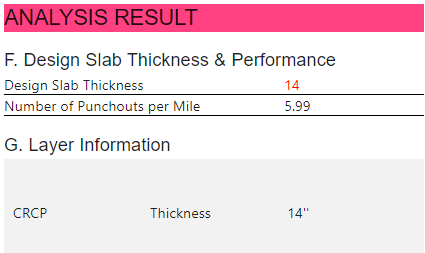 ANALYSIS RESULT
F. Design Slab Thickness & Performance
Design Slab Thickness 14
Number of Punchouts per Mile 5.99
G. Layer Information
CRCP Thickness 14''